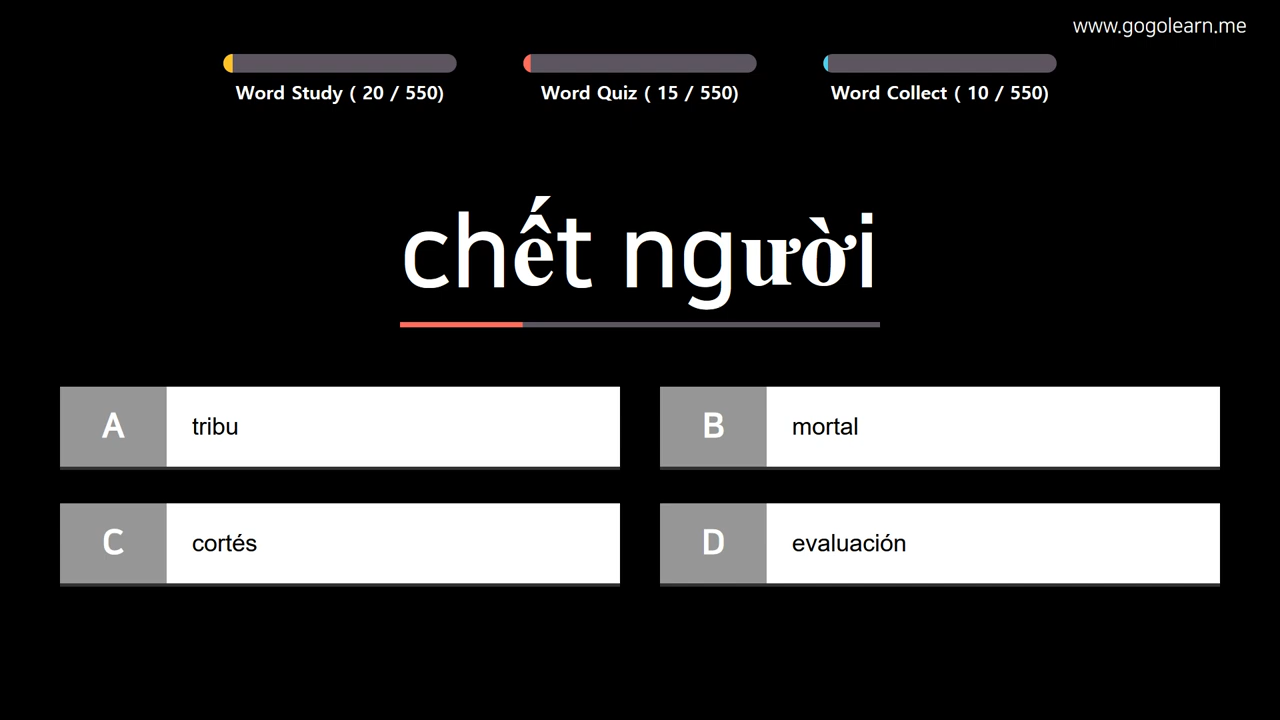 www.gogolearn.me
Word Study ( 20 / 550)
Word Quiz ( 15 / 550)
Word Collect ( 10 / 550)
chết người
A tribu
B mortal
C cortés
D evaluación